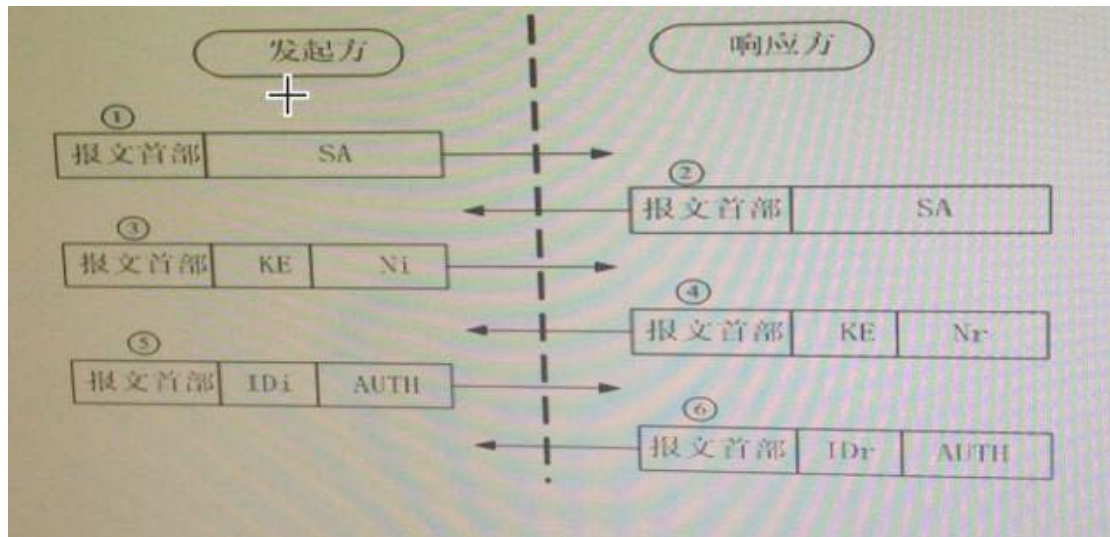 发起方
响应方
①
报文首部 SA
②
报文首部 SA
③
报文首部 KE Ni
④
报文首部 KE Nr
⑤
报文首部 IDi AUTH
⑥
报文首部 IDr AUTH